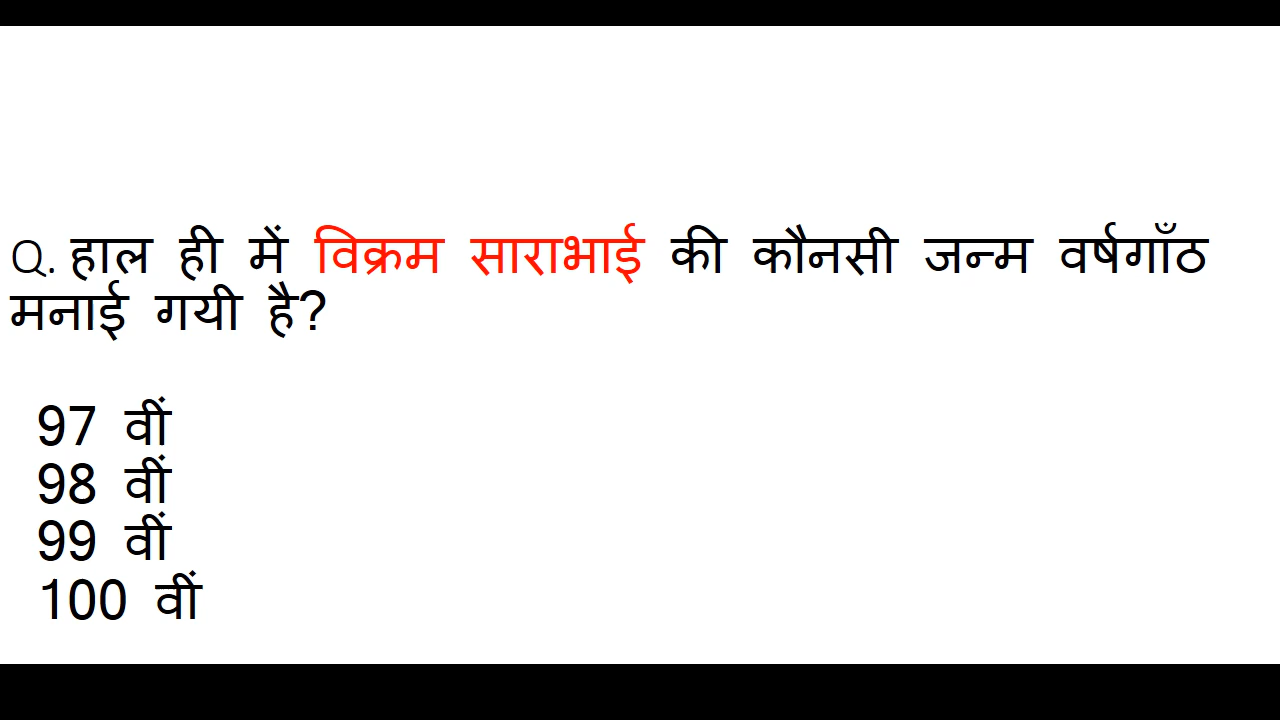 Q. हाल ही में विक्रम साराभाई की कौनसी जन्म वर्षगाँठ
मनाई गयी है?
97 वीं
98 वीं
99 वीं
100 वीं